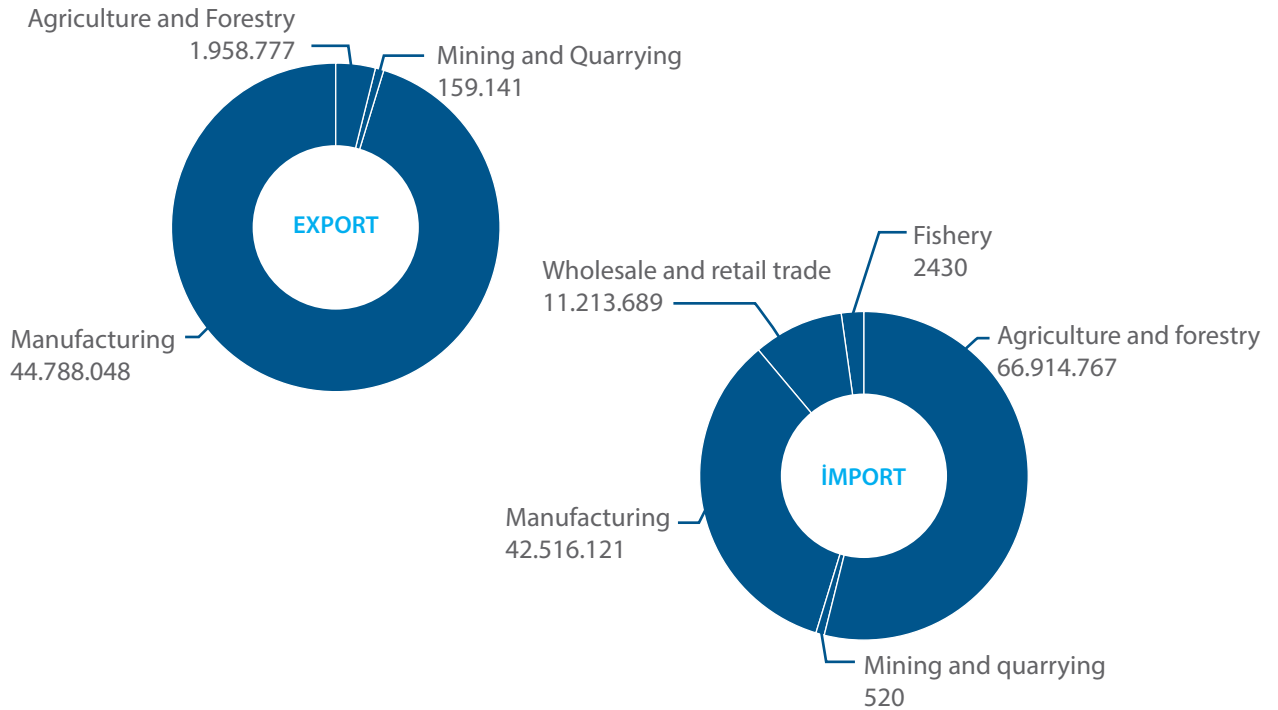 Agriculture and Forestry
1.958.777
Mining and Quarrying
159.141
EXPORT
Manufacturing
44.788.048
Fishery
2430
Wholesale and retail trade
11.213.689
Agriculture and forestry
66.914.767
İMPORT
Manufacturing
42.516.121
Mining and quarrying
520